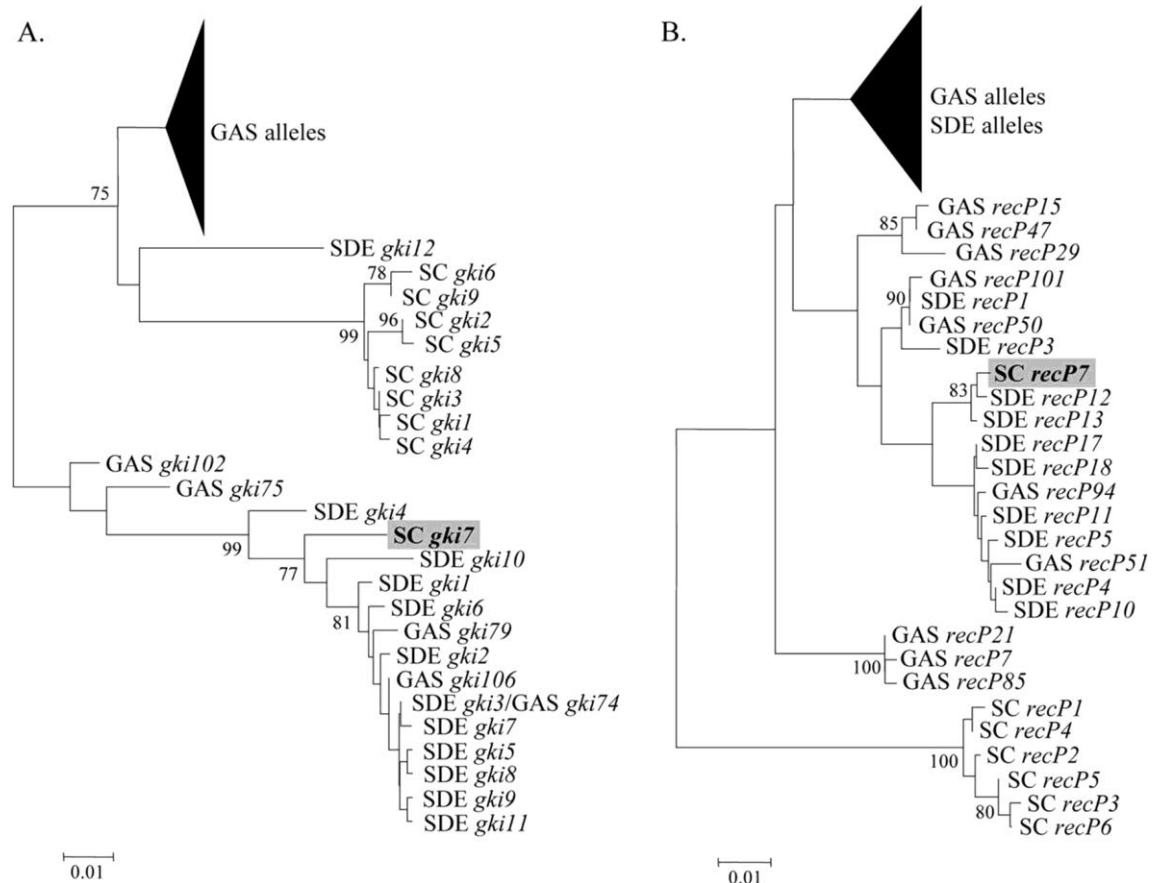 A.
GAS alleles
75
SDE gki12
78
SC gki6
SC gki9
96
SC gki2
99
SC gki5
SC gki8
SC gki3
SC gki1
SC gki4
GAS gki102
GAS gki75
SDE gki4
99
SC gki7
77
SDE gki10
SDE gki1
81
SDE gki6
GAS gki79
SDE gki2
GAS gki106
SDE gki3/GAS gki74
SDE gki7
SDE gki5
SDE gki8
SDE gki9
SDE gki11
0.01
B.
GAS alleles
SDE alleles
GAS recP15
85
GAS recP47
GAS recP29
GAS recP101
90
SDE recP1
GAS recP50
SDE recP3
SC recP7
83
SDE recP12
SDE recP13
SDE recP17
SDE recP18
GAS recP94
SDE recP11
SDE recP5
GAS recP51
SDE recP4
SDE recP10
GAS recP21
100
GAS recP7
GAS recP85
SC recP1
SC recP4
100
SC recP2
SC recP5
80
SC recP3
SC recP6
0.01